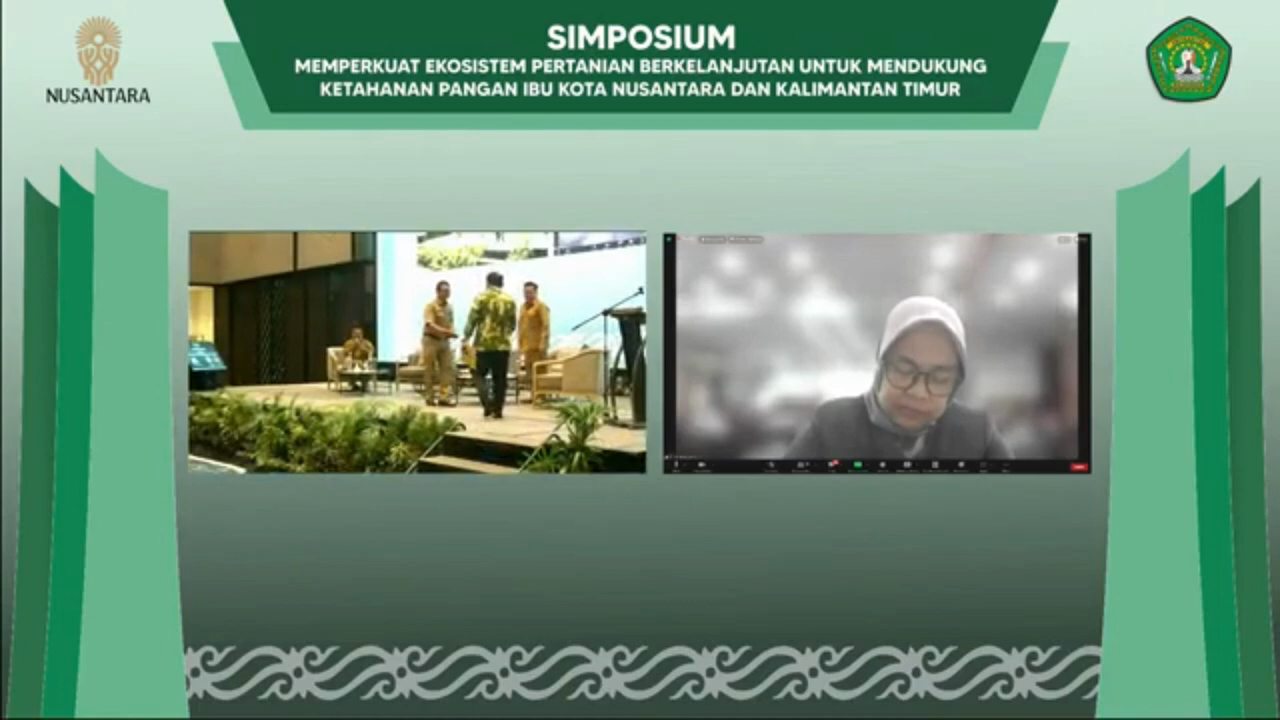 SIMPOSIUM
MEMPERKUAT EKOSISTEM PERTANIAN BERKELANJUTAN UNTUK MENDUKUNG
KETAHANAN PANGAN IBU KOTA NUSANTARA DAN KALIMANTAN TIMUR
NUSANTARA